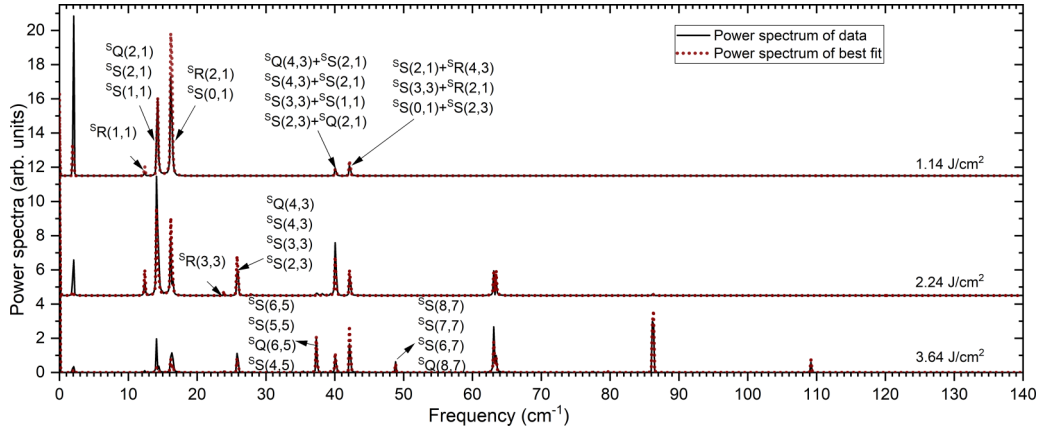 Power spectra (arb. units)
20
18
16
14
12
10
8
6
4
2
0
Power spectrum of data
Power spectrum of best fit
SQ(2,1)
SS(2,1)
SS(1,1)
SR(1,1)
SR(2,1)
SS(0,1)
SQ(4,3)+SS(2,1)
SS(4,3)+SS(2,1)
SS(3,3)+SS(1,1)
SS(2,3)+SQ(2,1)
SS(2,1)+SR(4,3)
SS(3,3)+SR(2,1)
SS(0,1)+SS(2,3)
1.14 J/cm2
SR(3,3)
SQ(4,3)
SS(4,3)
SS(3,3)
SS(2,3)
2.24 J/cm2
SS(6,5)
SS(5,5)
SQ(6,5)
SS(4,5)
SS(8,7)
SS(7,7)
SS(6,7)
SQ(8,7)
3.64 J/cm2
0 10 20 30 40 50 60 70 80 90 100 110 120 130 140
Frequency (cm-1)